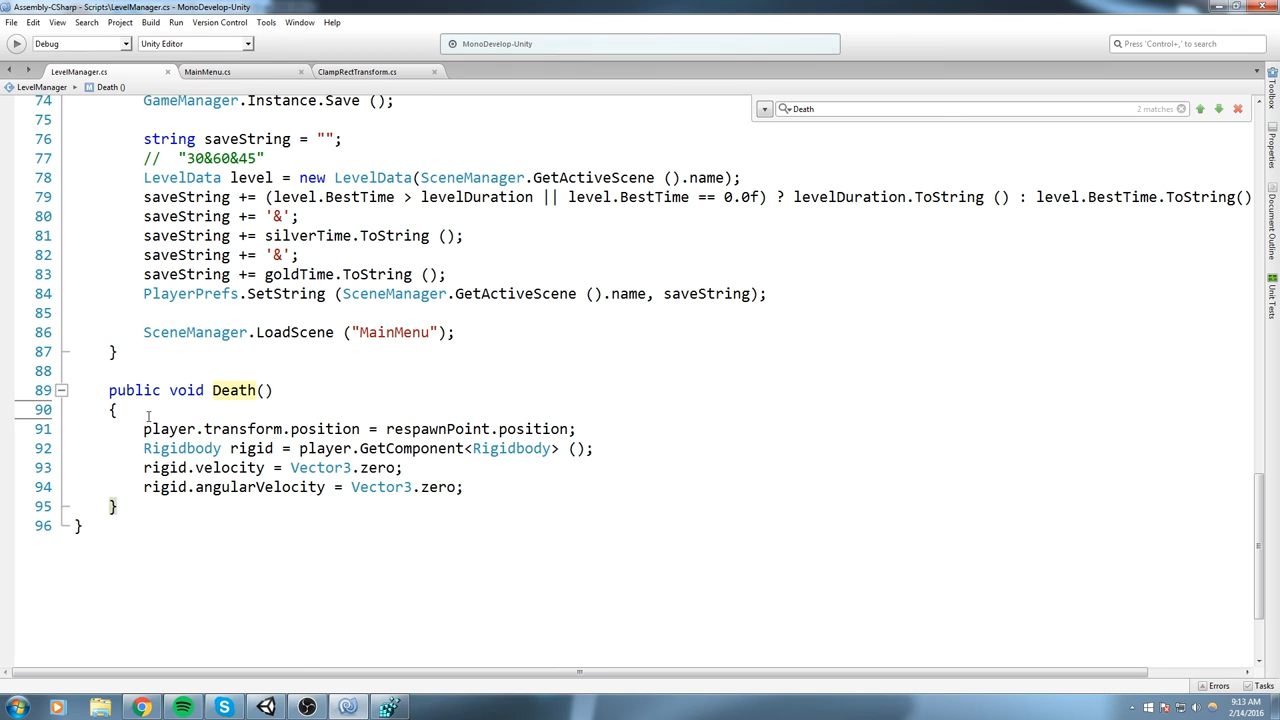 Assembly-CSharp - Scripts\LevelManager.cs - MonoDevelop-Unity
File Edit View Search Project Build Run Version Control Tools Window Help
Debug Unity Editor MonoDevelop-Unity Press 'Control+,' to search
LevelManager.cs MainMenu.cs ClampRectTransform.cs
LevelManager Death ()
Death 2 matches
74 GameManager.Instance.Save ();
75
76 string saveString = "";
77 // "30&60&45"
78 LevelData level = new LevelData(SceneManager.GetActiveScene ().name);
79 saveString += (level.BestTime > levelDuration || level.BestTime == 0.0f) ? levelDuration.ToString () : level.BestTime.ToString()
80 saveString += '&';
81 saveString += silverTime.ToString ();
82 saveString += '&';
83 saveString += goldTime.ToString ();
84 PlayerPrefs.SetString (SceneManager.GetActiveScene ().name, saveString);
85
86 SceneManager.LoadScene ("MainMenu");
87 }
88
89 public void Death()
90 {
91 player.transform.position = respawnPoint.position;
92 Rigidbody rigid = player.GetComponent<Rigidbody> ();
93 rigid.velocity = Vector3.zero;
94 rigid.angularVelocity = Vector3.zero;
95 }
96 }
Toolbox
Properties
Document Outline
Unit Tests
Errors Tasks
9:13 AM
2/14/2016